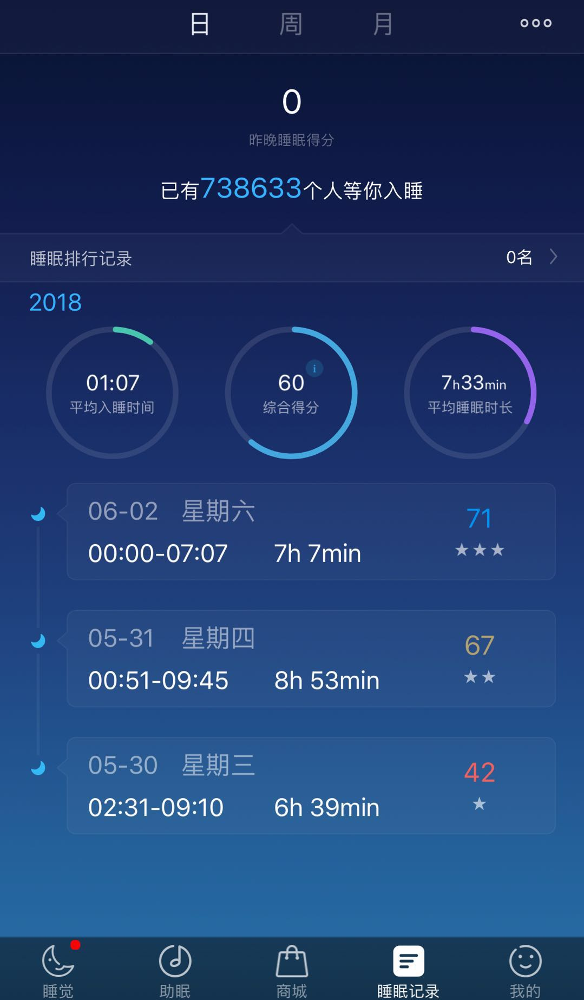 日 周 月
0
昨晚睡眠得分
已有738633个人等你入睡
睡眠排行记录 0名
2018
01:07 60 i 7h33min
平均入睡时间 综合得分 平均睡眠时长
06-02 星期六 71
00:00-07:07 7h 7min
05-31 星期四 67
00:51-09:45 8h 53min
05-30 星期三 42
02:31-09:10 6h 39min
睡觉 助眠 商城 睡眠记录 我的